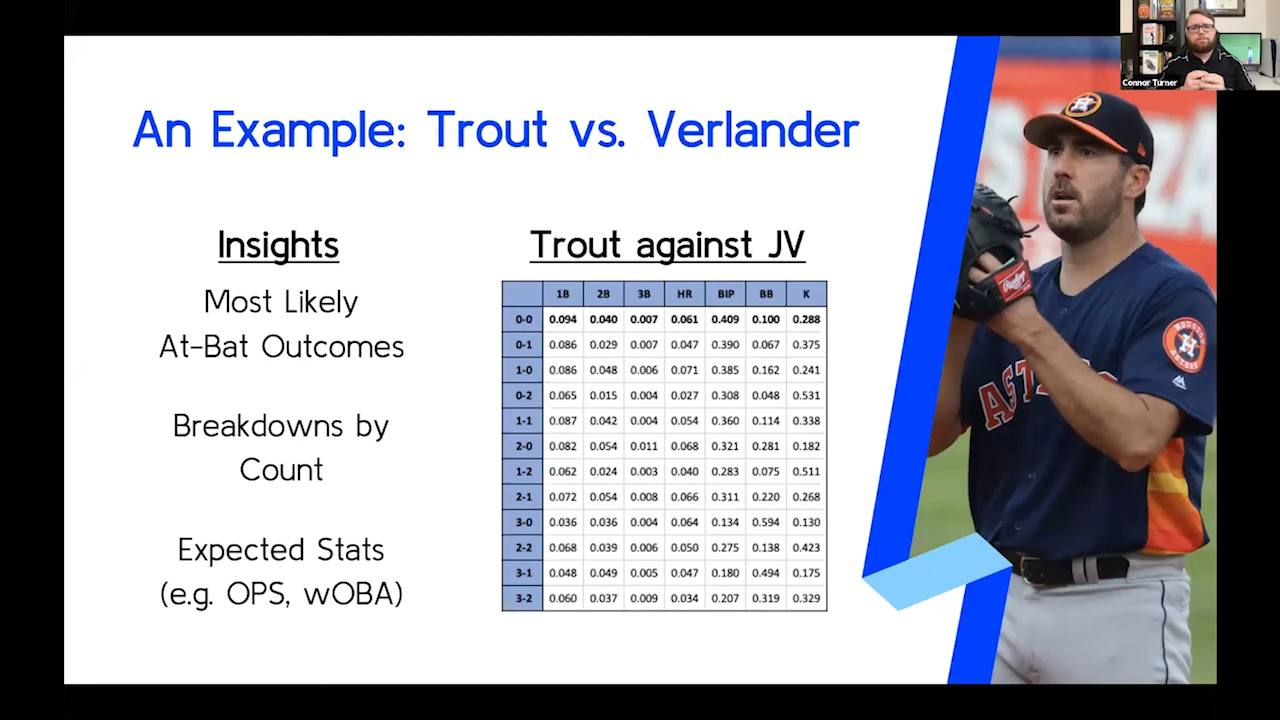 Connor Turner
An Example: Trout vs. Verlander
Insights
Most Likely
At-Bat Outcomes
Breakdowns by
Count
Expected Stats
(e.g. OPS, wOBA)
Trout against JV
1B 2B 3B HR BIP BB K
0-0 0.094 0.040 0.007 0.061 0.409 0.100 0.288
0-1 0.086 0.029 0.007 0.047 0.390 0.067 0.375
1-0 0.086 0.048 0.006 0.071 0.385 0.162 0.241
0-2 0.065 0.015 0.004 0.027 0.308 0.048 0.531
1-1 0.087 0.042 0.004 0.054 0.360 0.114 0.338
2-0 0.082 0.054 0.011 0.068 0.321 0.281 0.182
1-2 0.062 0.024 0.003 0.040 0.283 0.075 0.511
2-1 0.072 0.054 0.008 0.066 0.311 0.220 0.268
3-0 0.036 0.036 0.004 0.064 0.134 0.594 0.130
2-2 0.068 0.039 0.006 0.050 0.275 0.138 0.423
3-1 0.048 0.049 0.005 0.047 0.180 0.494 0.175
3-2 0.060 0.037 0.009 0.034 0.207 0.319 0.329
Rawlings
HOUSTON
H
ASTROS